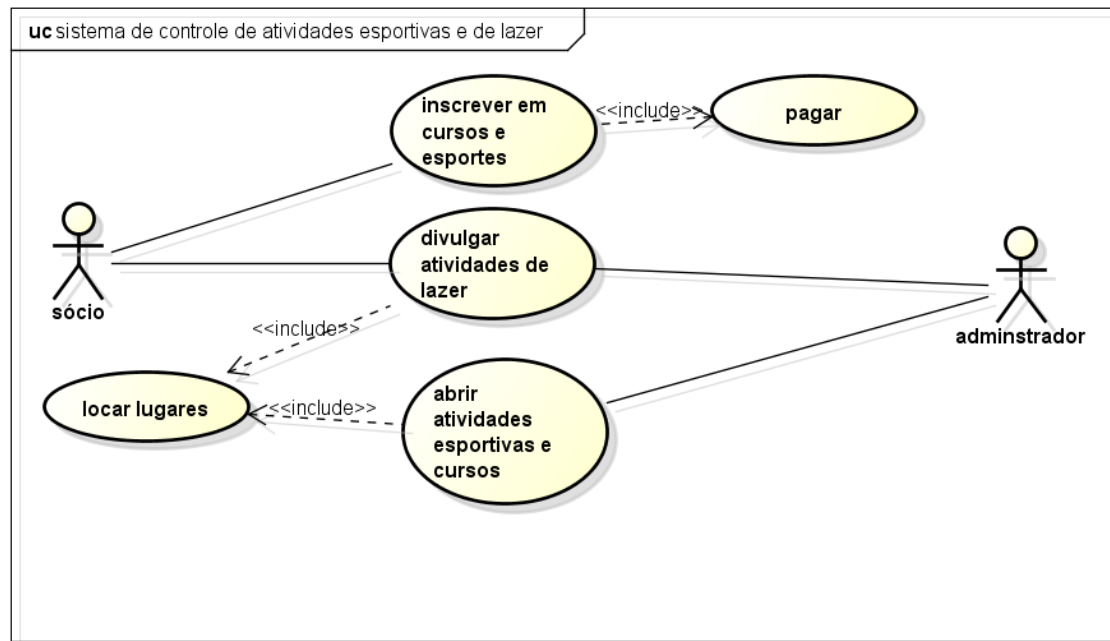 uc sistema de controle de atividades esportivas e de lazer
inscrever em
cursos e
esportes
<<include>>
pagar
divulgar
atividades de
lazer
sócio
adminstrador
<<include>>
locar lugares
<<include>>
abrir
atividades
esportivas e
cursos